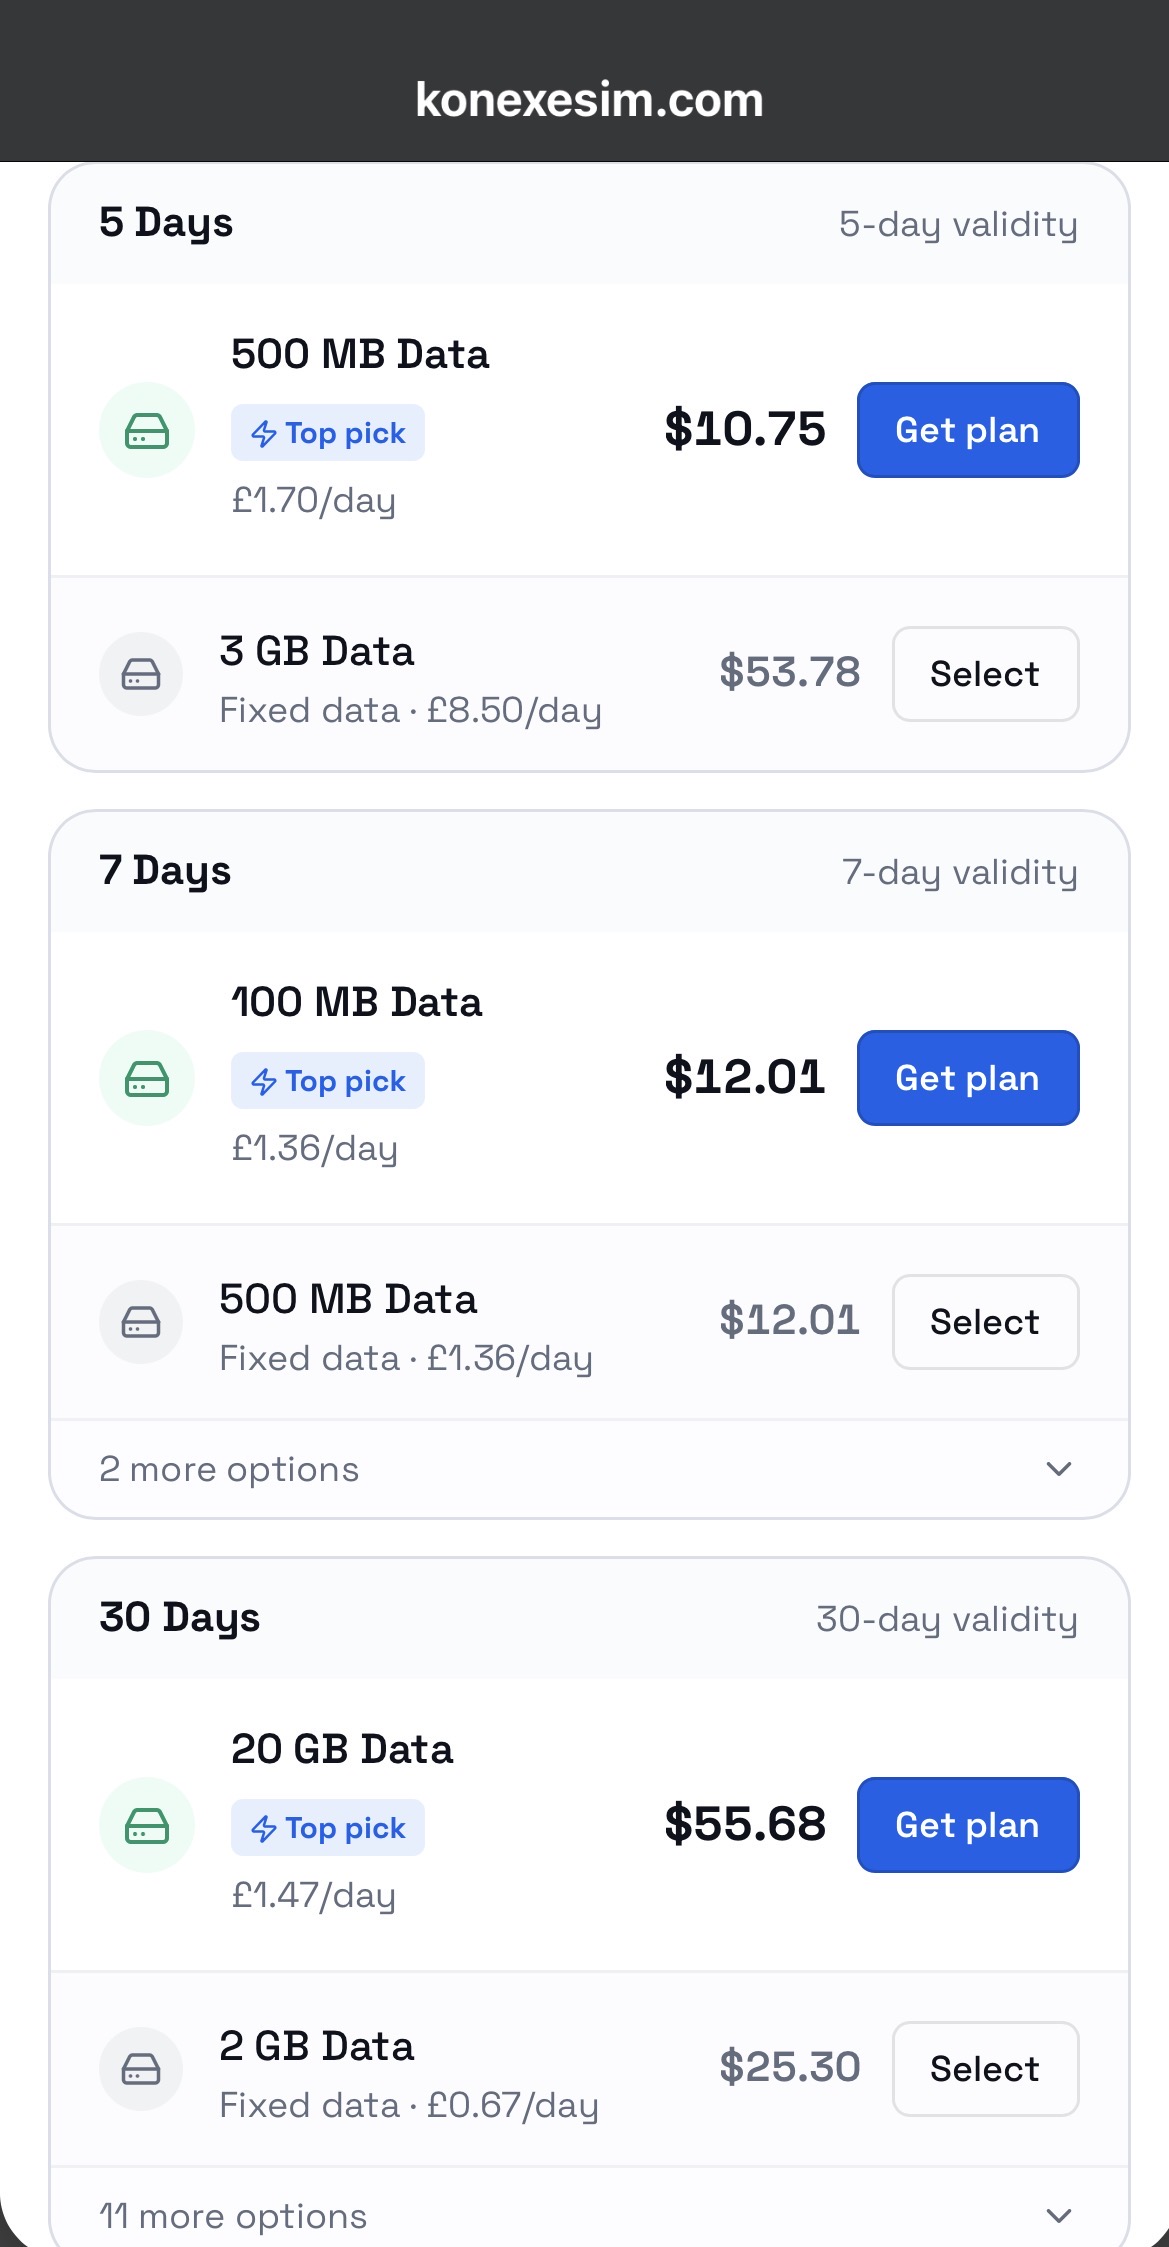 konexesim.com
5 Days 5-day validity
500 MB Data
Top pick
£1.70/day
$10.75 Get plan
3 GB Data
Fixed data · £8.50/day
$53.78 Select
7 Days 7-day validity
100 MB Data
Top pick
£1.36/day
$12.01 Get plan
500 MB Data
Fixed data · £1.36/day
$12.01 Select
2 more options
30 Days 30-day validity
20 GB Data
Top pick
£1.47/day
$55.68 Get plan
2 GB Data
Fixed data · £0.67/day
$25.30 Select
11 more options